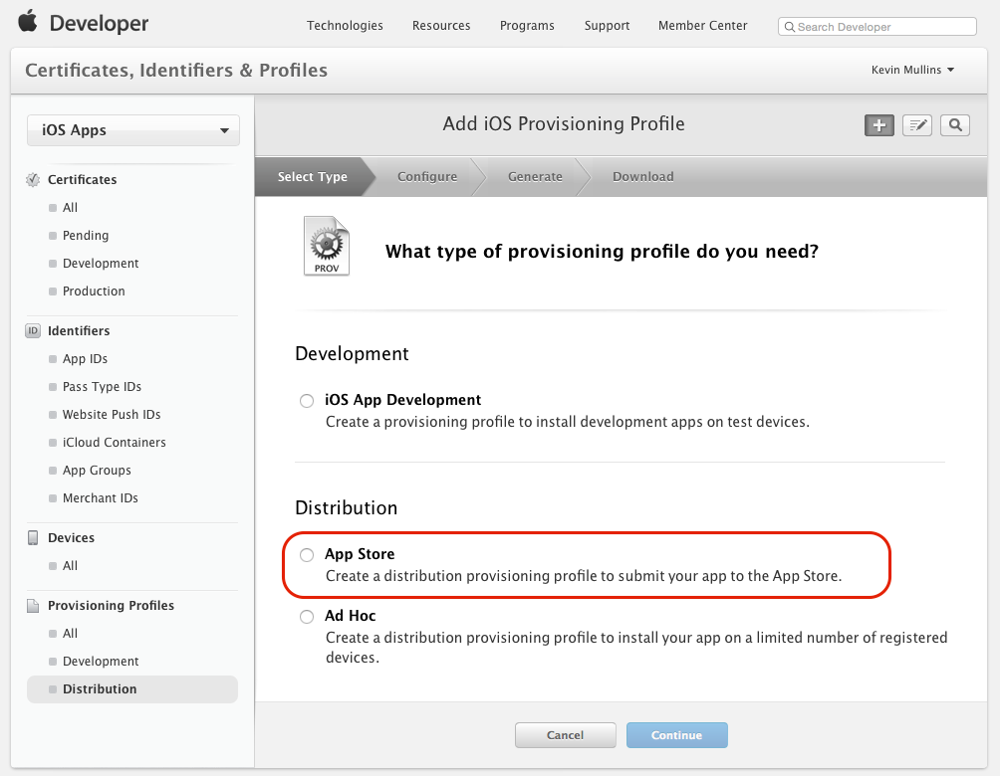 Developer
Technologies Resources Programs Support Member Center
Search Developer
Certificates, Identifiers & Profiles
Kevin Mullins
iOS Apps
Certificates
All
Pending
Development
Production
ID Identifiers
App IDs
Pass Type IDs
Website Push IDs
iCloud Containers
App Groups
Merchant IDs
Devices
All
Provisioning Profiles
All
Development
Distribution
Add iOS Provisioning Profile
Select Type Configure Generate Download
PROV
What type of provisioning profile do you need?
Development
iOS App Development
Create a provisioning profile to install development apps on test devices.
Distribution
App Store
Create a distribution provisioning profile to submit your app to the App Store.
Ad Hoc
Create a distribution provisioning profile to install your app on a limited number of registered
devices.
Cancel Continue